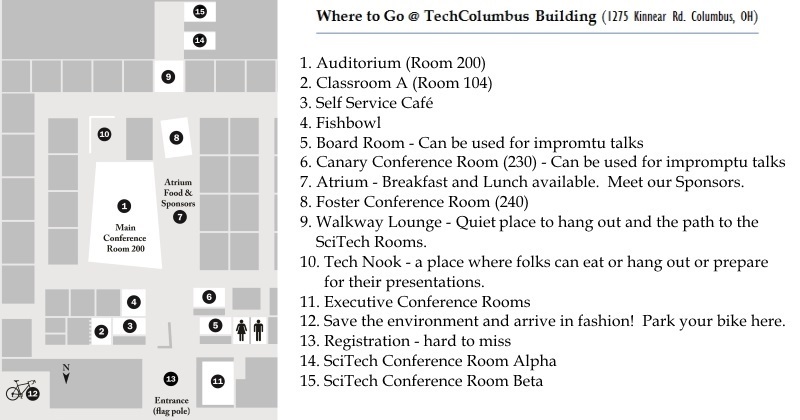 15
14
9
10
8
Atrium
Food &
Sponsors
7
1
Main
Conference
Room 200
4
6
2
3
5
N
12
13
Entrance
(flag pole)
11
Where to Go @ TechColumbus Building (1275 Kinnear Rd. Columbus, OH)
1. Auditorium (Room 200)
2. Classroom A (Room 104)
3. Self Service Café
4. Fishbowl
5. Board Room - Can be used for impromtu talks
6. Canary Conference Room (230) - Can be used for impromptu talks
7. Atrium - Breakfast and Lunch available. Meet our Sponsors.
8. Foster Conference Room (240)
9. Walkway Lounge - Quiet place to hang out and the path to the
SciTech Rooms.
10. Tech Nook - a place where folks can eat or hang out or prepare
for their presentations.
11. Executive Conference Rooms
12. Save the environment and arrive in fashion! Park your bike here.
13. Registration - hard to miss
14. SciTech Conference Room Alpha
15. SciTech Conference Room Beta